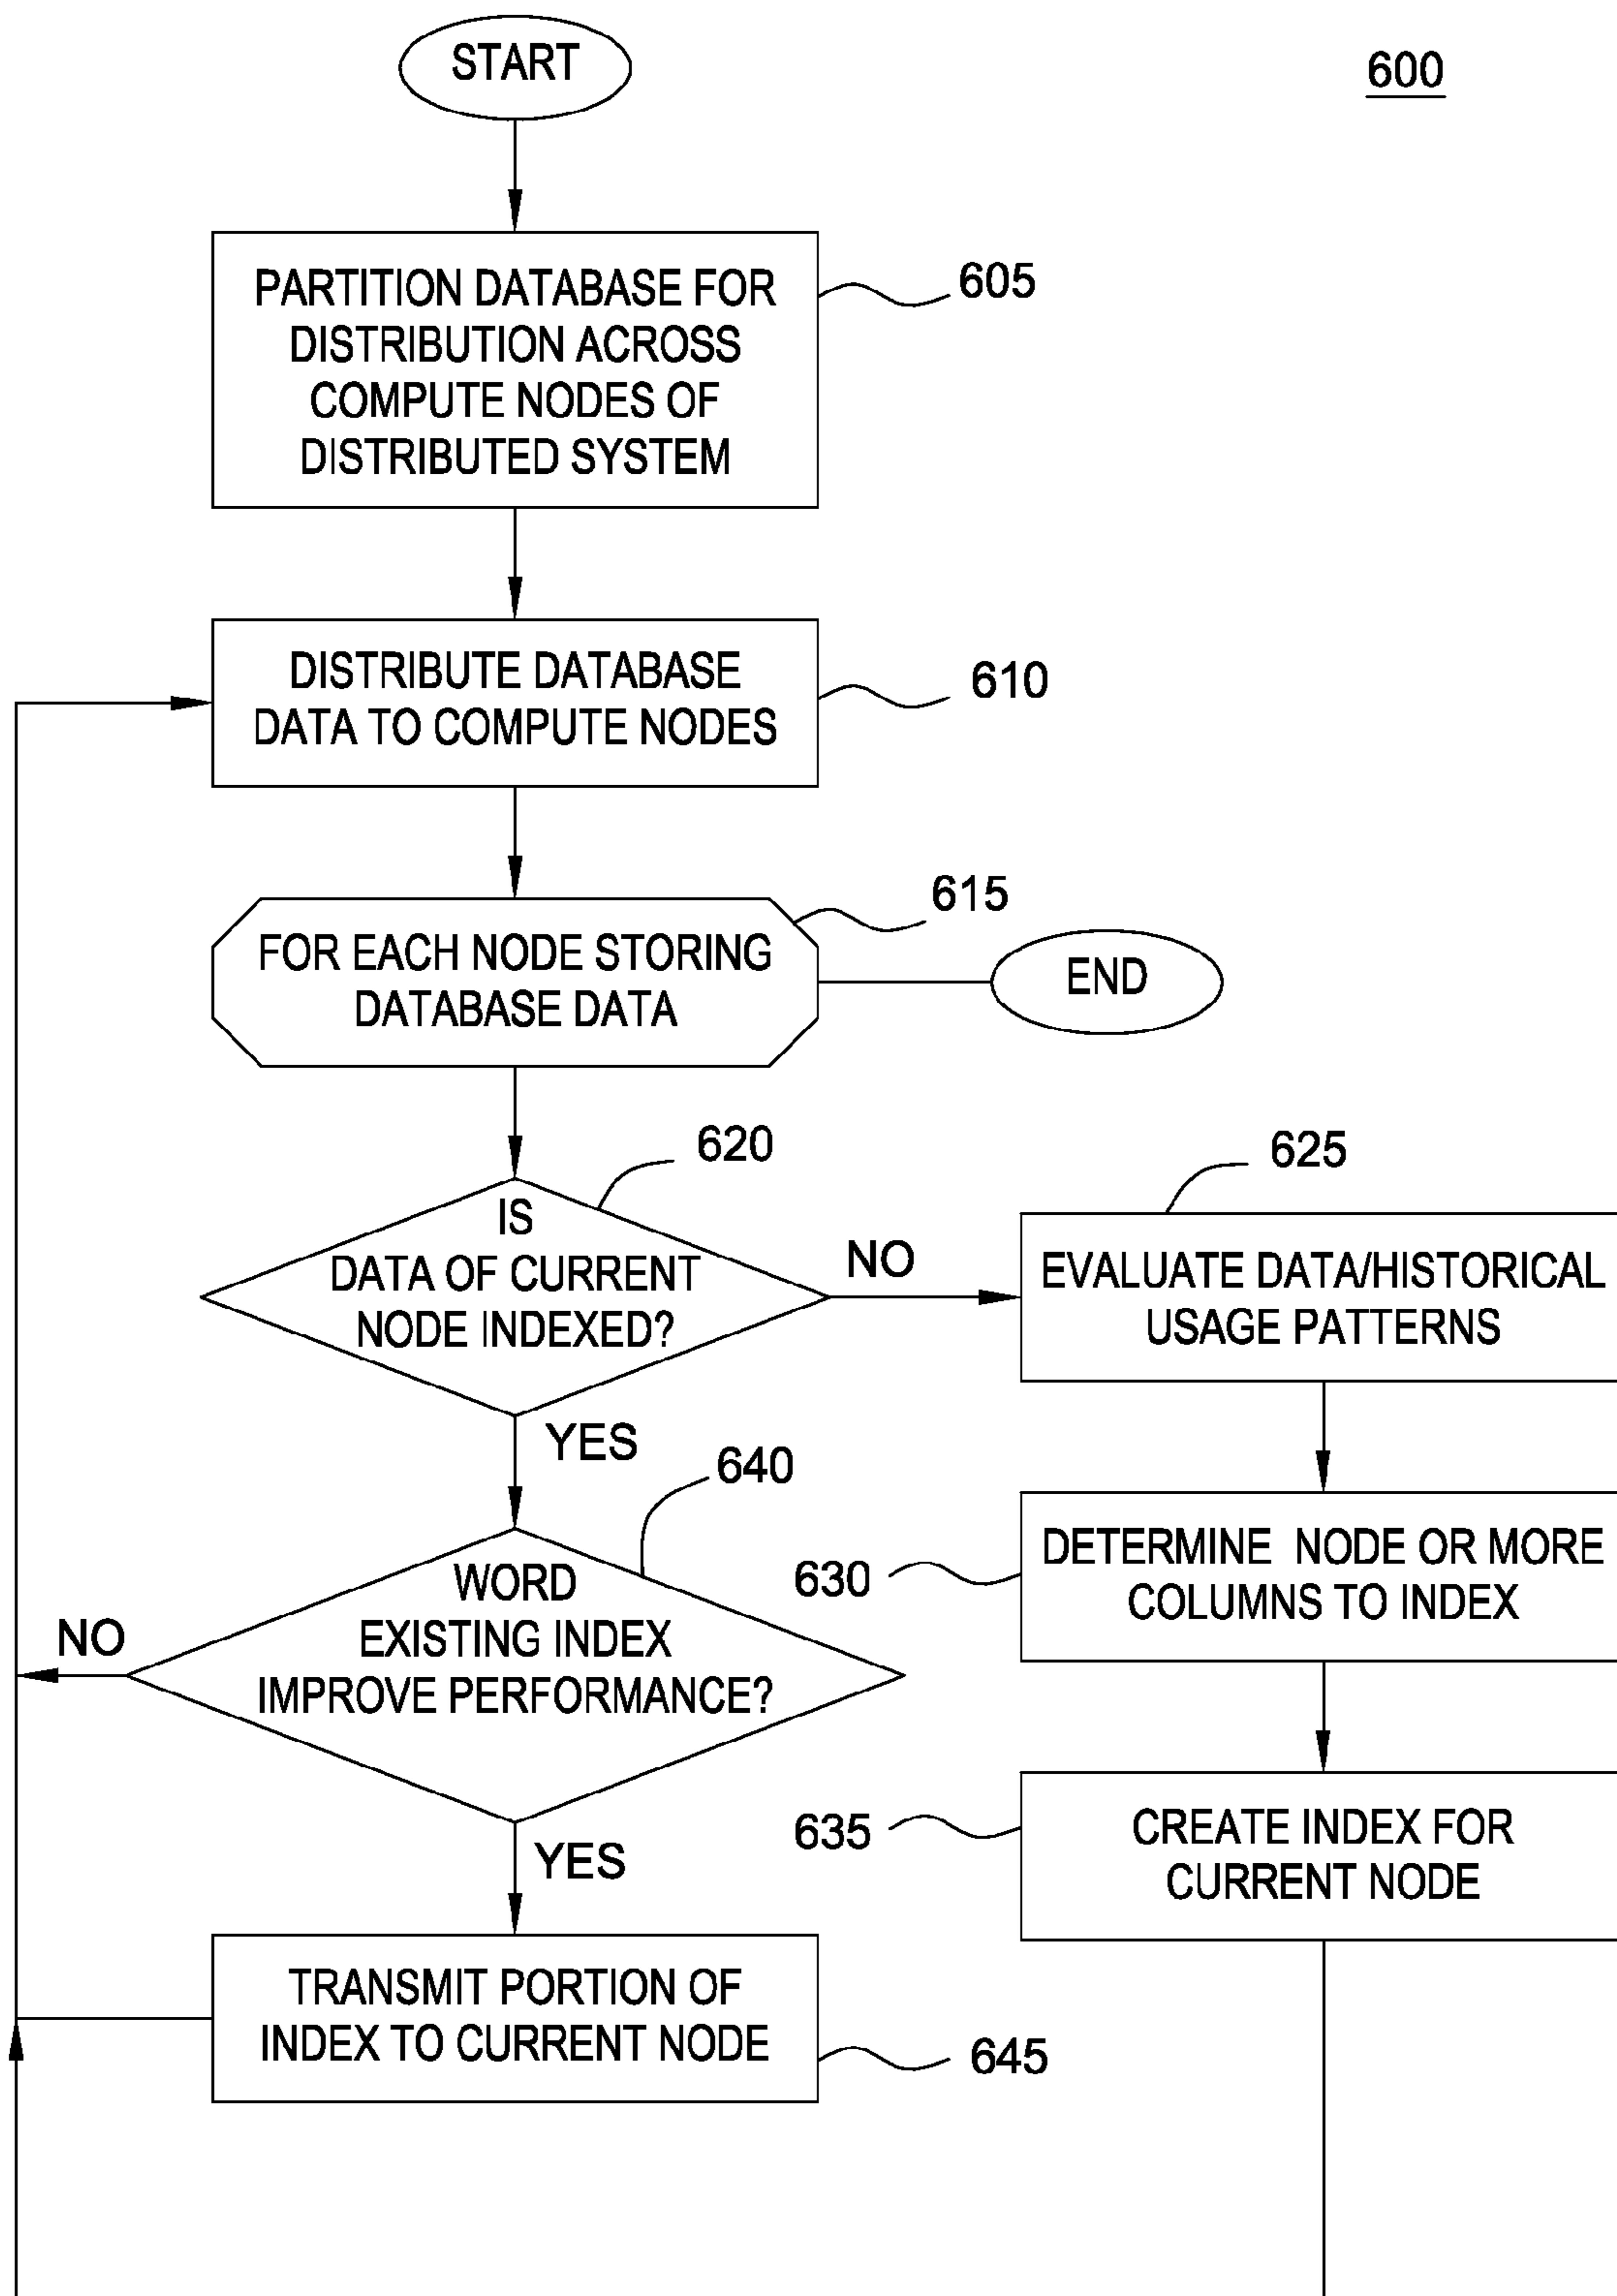 START
600
PARTITION DATABASE FOR
DISTRIBUTION ACROSS
COMPUTE NODES OF
DISTRIBUTED SYSTEM
605
DISTRIBUTE DATABASE
DATA TO COMPUTE NODES
610
FOR EACH NODE STORING
DATABASE DATA
615
END
IS
DATA OF CURRENT
NODE INDEXED?
620
NO
625
EVALUATE DATA/HISTORICAL
USAGE PATTERNS
YES
640
WORD
EXISTING INDEX
IMPROVE PERFORMANCE?
NO
630
DETERMINE NODE OR MORE
COLUMNS TO INDEX
YES
635
CREATE INDEX FOR
CURRENT NODE
TRANSMIT PORTION OF
INDEX TO CURRENT NODE
645